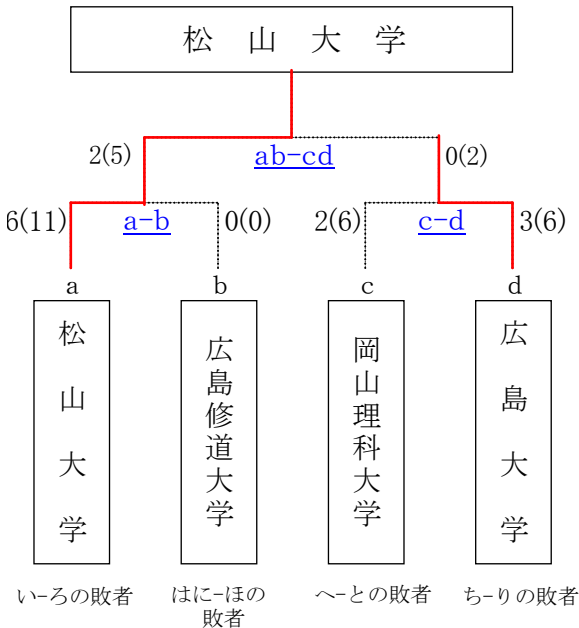 松山大学
2(5)
ab-cd
0(2)
6(11)
a-b
0(0)
2(6)
c-d
3(6)
a
b
c
d
松山大学
広島修道大学
岡山理科大学
広島大学
い-ろの敗者
はに-ほの
敗者
へ-との敗者
ち-りの敗者